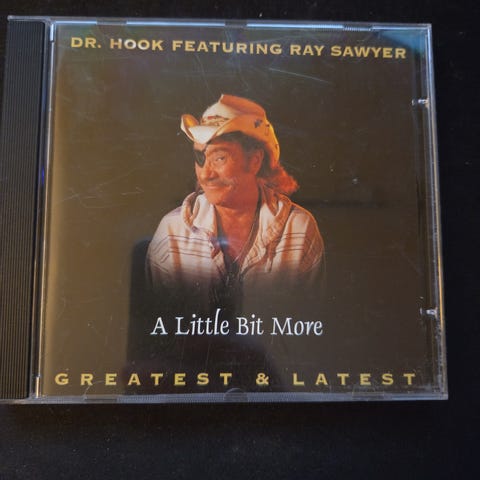 DR. HOOK FEATURING RAY SAWYER
A Little Bit More
GREATEST & LATEST